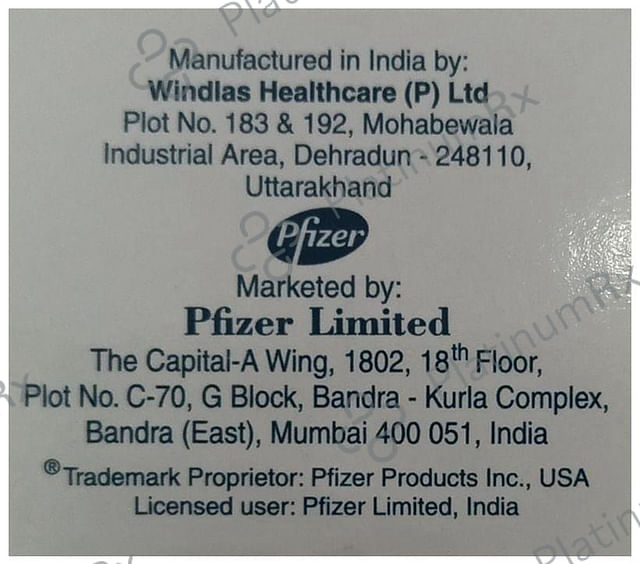 Manufactured in India by:
Windlas Healthcare (P) Ltd
Plot No. 183 & 192, Mohabewala
Industrial Area, Dehradun - 248110,
Uttarakhand
Pfizer
Marketed by:
Pfizer Limited
The Capital-A Wing, 1802, 18th Floor,
Plot No. C-70, G Block, Bandra - Kurla Complex,
Bandra (East), Mumbai 400 051, India
®Trademark Proprietor: Pfizer Products Inc., USA
Licensed user: Pfizer Limited, India
PlatinumRx
PlatinumRx